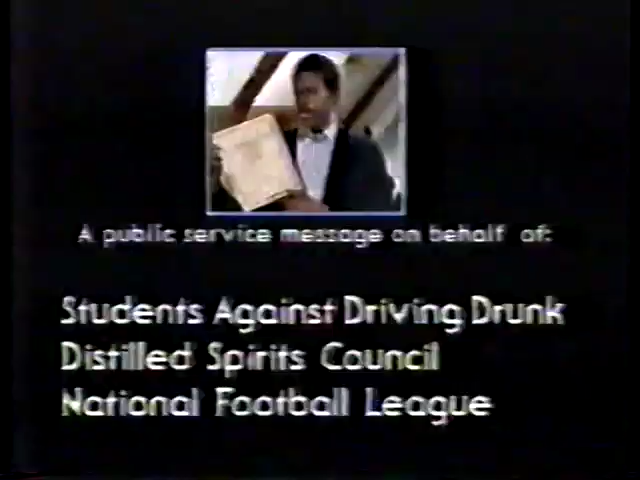 A public service message on behalf of:
Students Against Driving Drunk
Distilled Spirits Council
National Football League